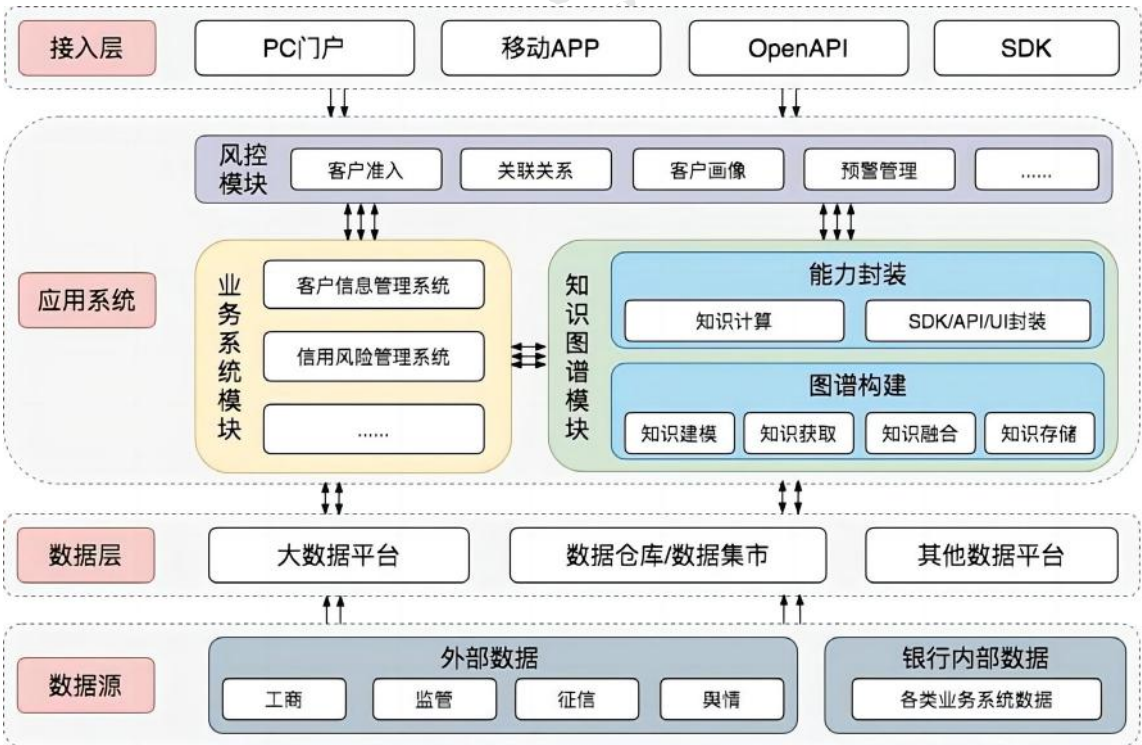 接入层
PC门户
移动APP
OpenAPI
SDK
风控
模块
客户准入
关联关系
客户画像
预警管理
......
应用系统
业务系统模块
客户信息管理系统
信用风险管理系统
......
知识图谱模块
能力封装
知识计算
SDK/API/UI封装
图谱构建
知识建模
知识获取
知识融合
知识存储
数据层
大数据平台
数据仓库/数据集市
其他数据平台
数据源
外部数据
工商
监管
征信
舆情
银行内部数据
各类业务系统数据